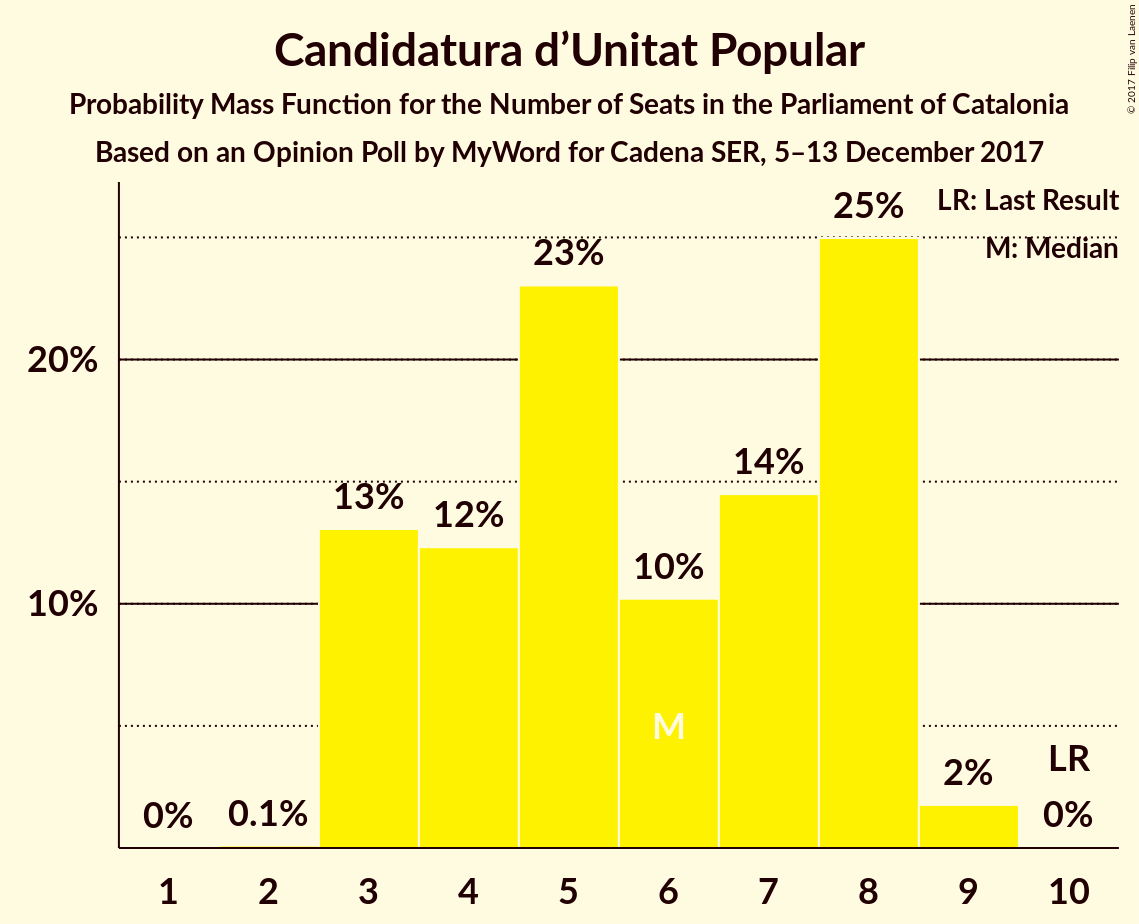 Candidatura d’Unitat Popular
Probability Mass Function for the Number of Seats in the Parliament of Catalonia
Based on an Opinion Poll by MyWord for Cadena SER, 5–13 December 2017
© 2017 Filip van Laenen
LR: Last Result
M: Median
25%
23%
20%
14%
13%
12%
10%
10%
M
LR
2%
0%
0.1%
0%
1 2 3 4 5 6 7 8 9 10